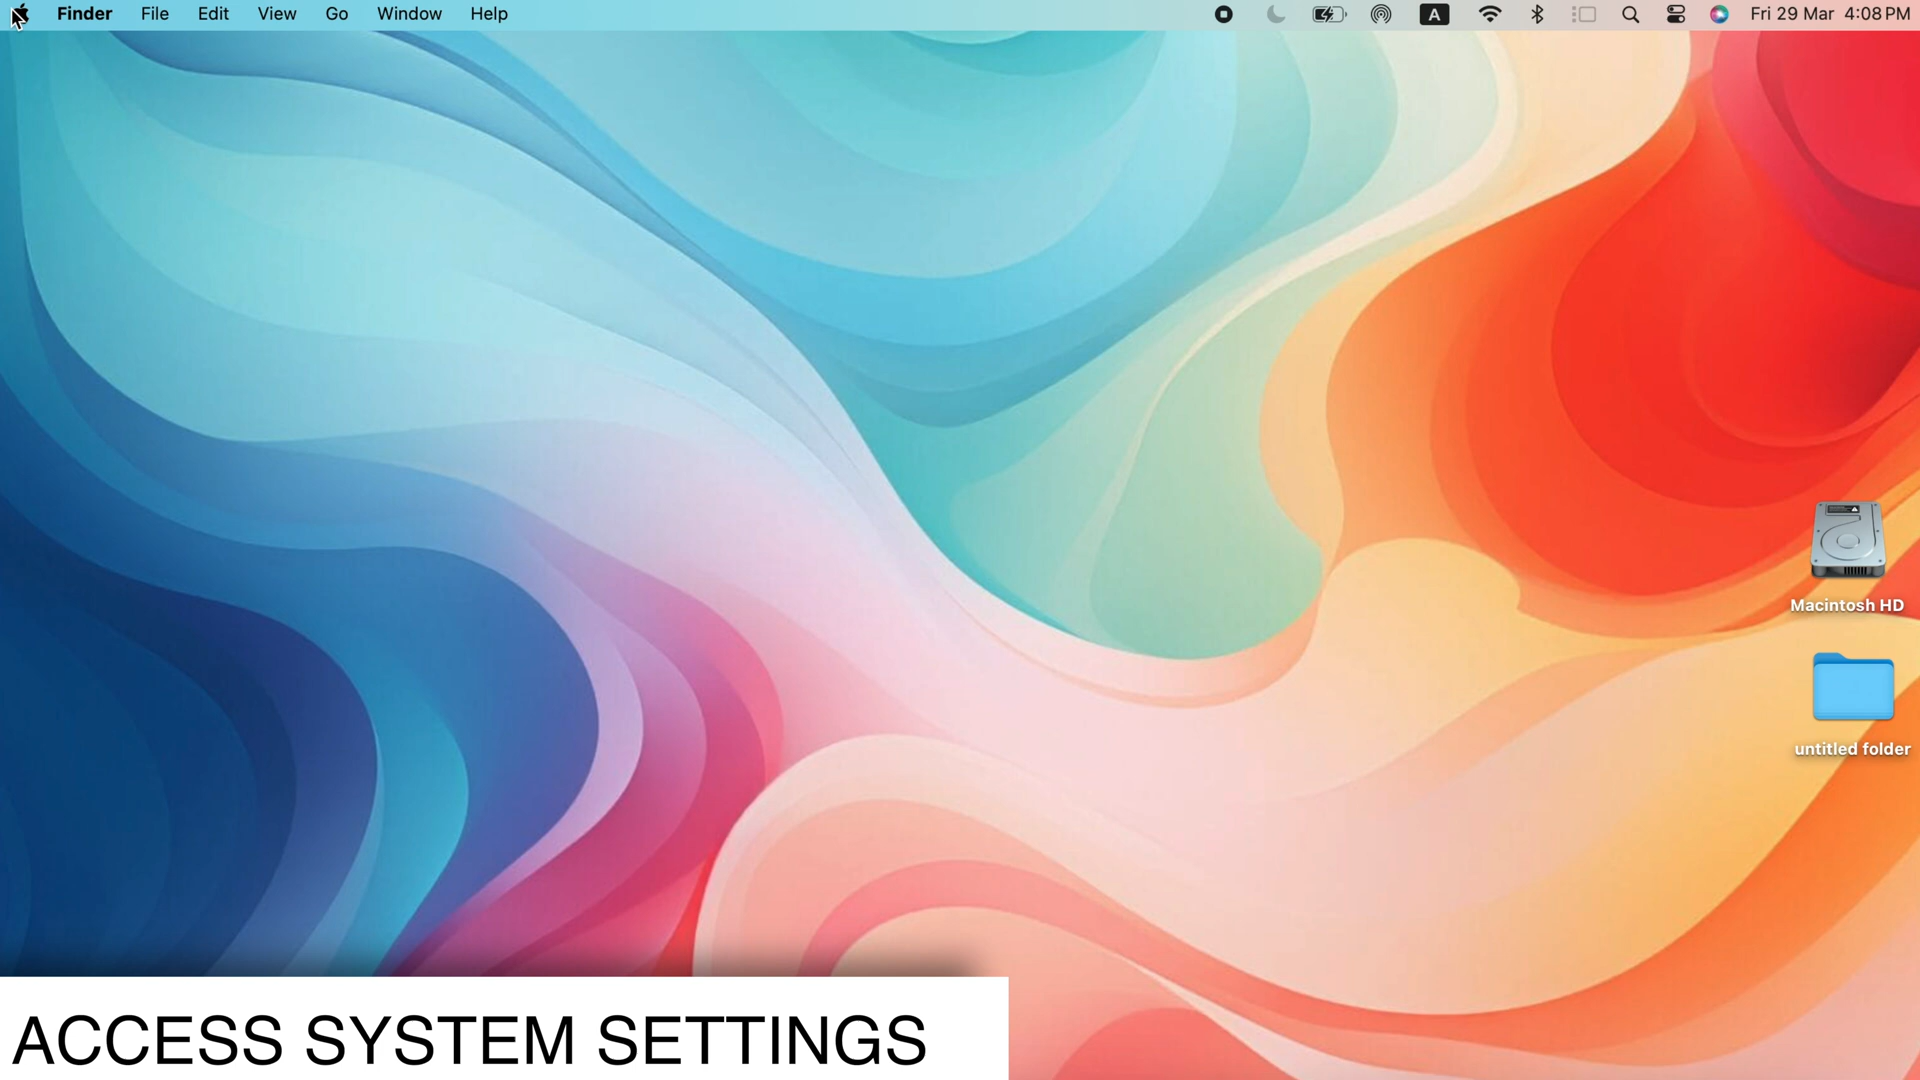 Finder File Edit View Go Window Help A Fri 29 Mar 4:08 PM
Macintosh HD
untitled folder
ACCESS SYSTEM SETTINGS